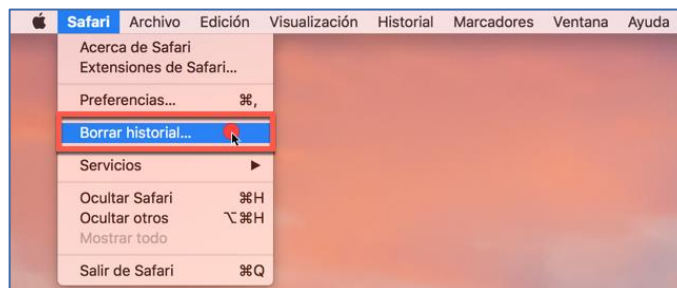 Safari Archivo Edición Visualización Historial Marcadores Ventana Ayuda
Acerca de Safari
Extensiones de Safari...
Preferencias... ⌘,
Borrar historial...
Servicios ▶
Ocultar Safari ⌘H
Ocultar otros ⌥⌘H
Mostrar todo
Salir de Safari ⌘Q